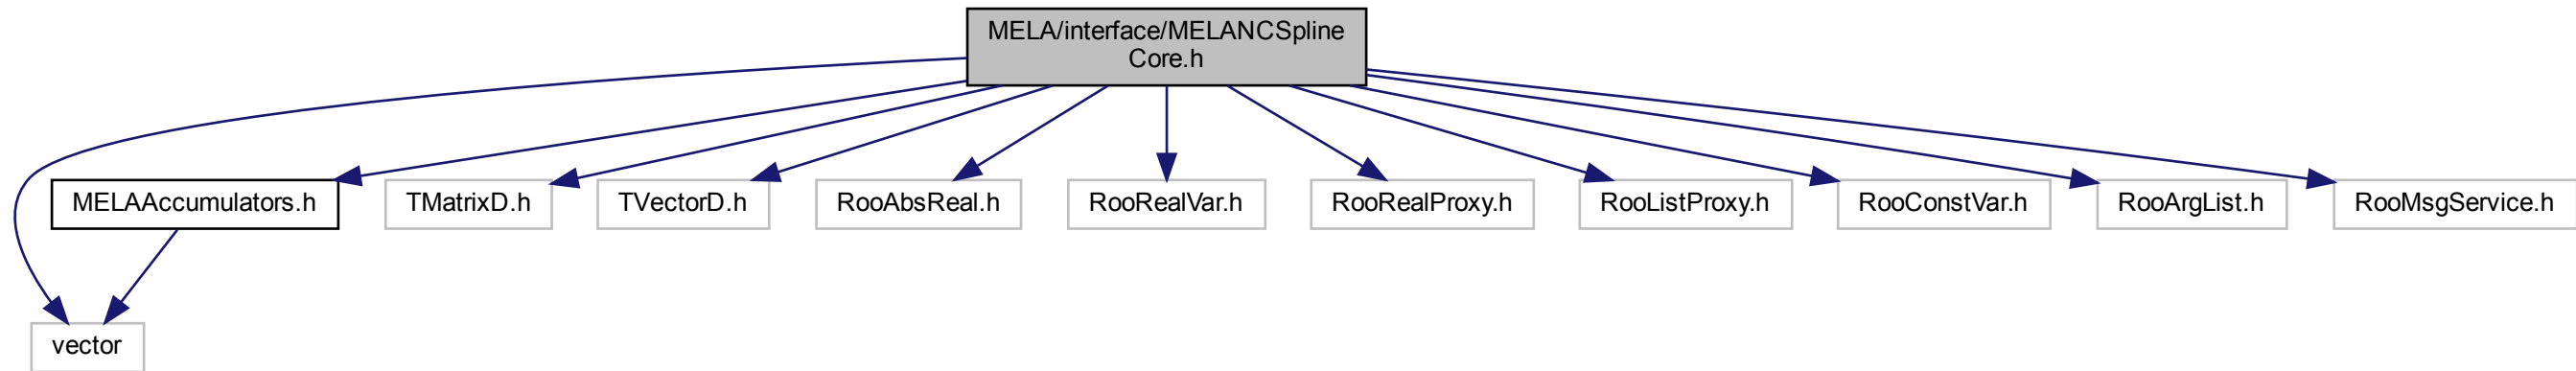 MELA/interface/MELANCSpline
Core.h
MELAAccumulators.h
TMatrixD.h
TVectorD.h
RooAbsReal.h
RooRealVar.h
RooRealProxy.h
RooListProxy.h
RooConstVar.h
RooArgList.h
RooMsgService.h
vector